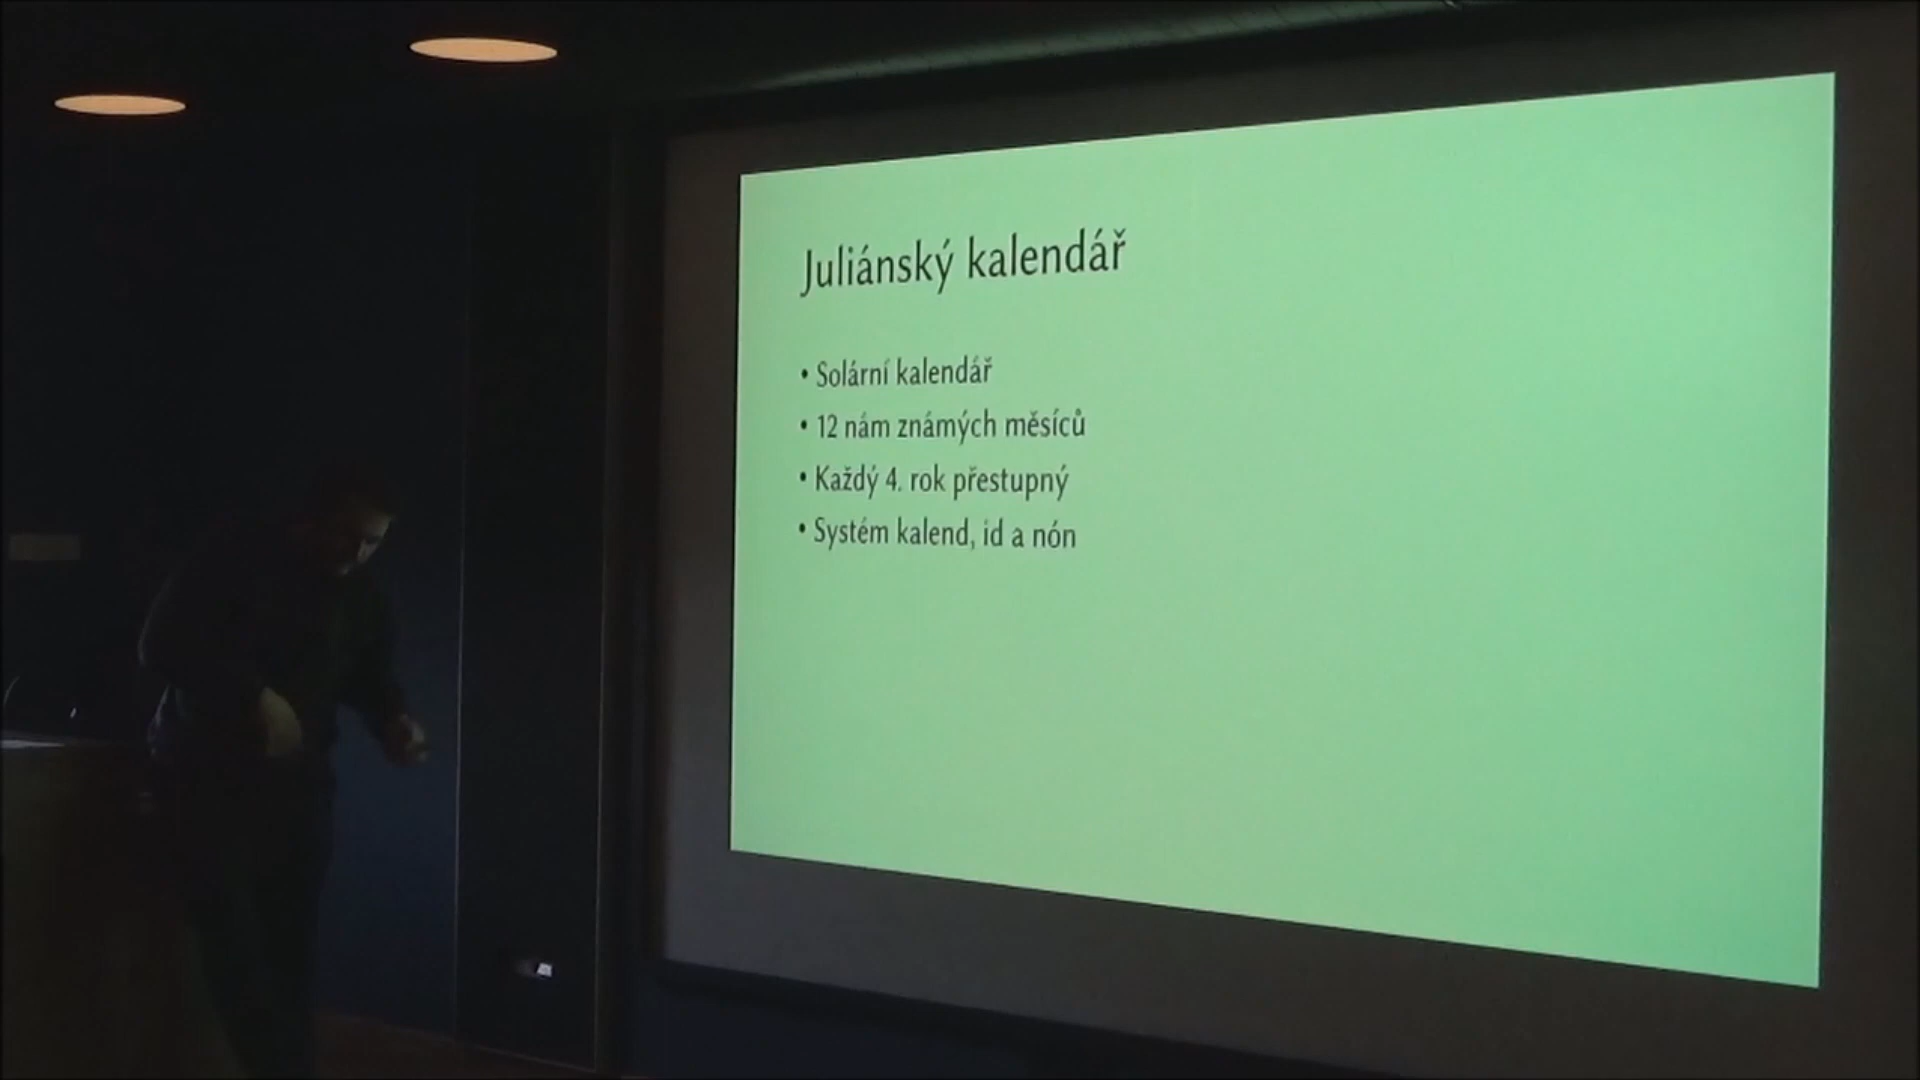 Juliánský kalendář
• Solární kalendář
• 12 nám známých měsíců
• Každý 4. rok přestupný
• Systém kalend, id a nón